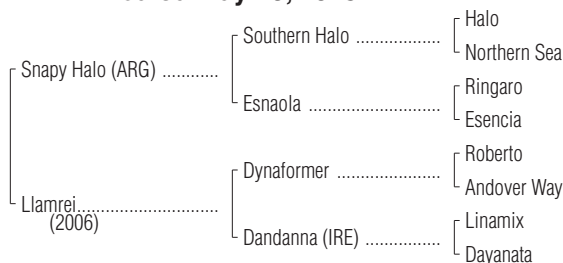 Halo
Southern Halo ...................
Northern Sea
Snapy Halo (ARG) ............
Ringaro
Esnaola ..............................
Esencia
Roberto
Dynaformer .......................
Andover Way
Llamrei................................
(2006)
Linamix
Dandanna (IRE) .................
Dayanata